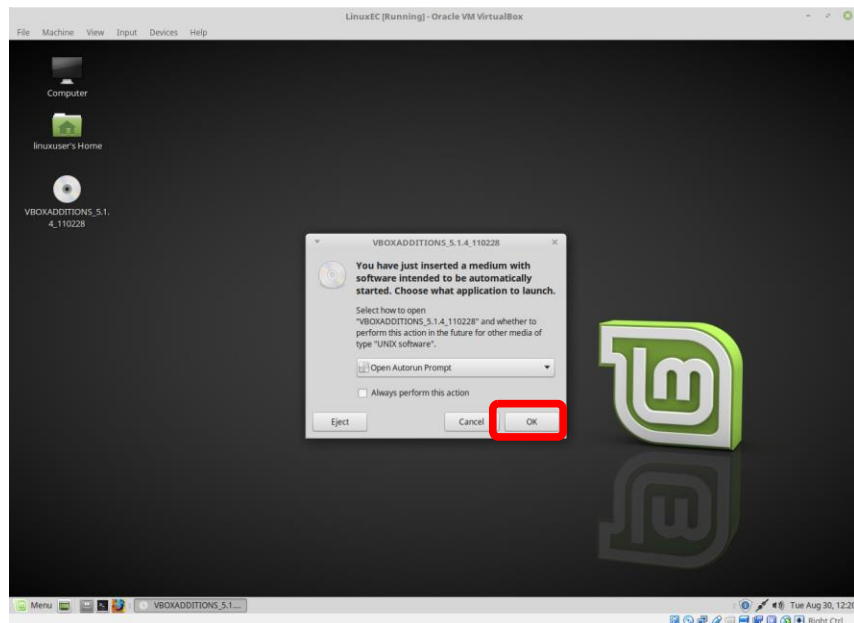 LinuxEC [Running] - Oracle VM VirtualBox
File Machine View Input Devices Help
Computer
linuxuser's Home
VBOXADDITIONS_5.1.
4_110228
VBOXADDITIONS_5.1.4_110228
You have just inserted a medium with
software intended to be automatically
started. Choose what application to launch.
Select how to open
"VBOXADDITIONS_5.1.4_110228" and whether to
perform this action in the future for other media of
type "UNIX software".
Open Autorun Prompt
Always perform this action
Eject Cancel OK
Menu VBOXADDITIONS_5.1.... Tue Aug 30, 12:20
Right Ctrl